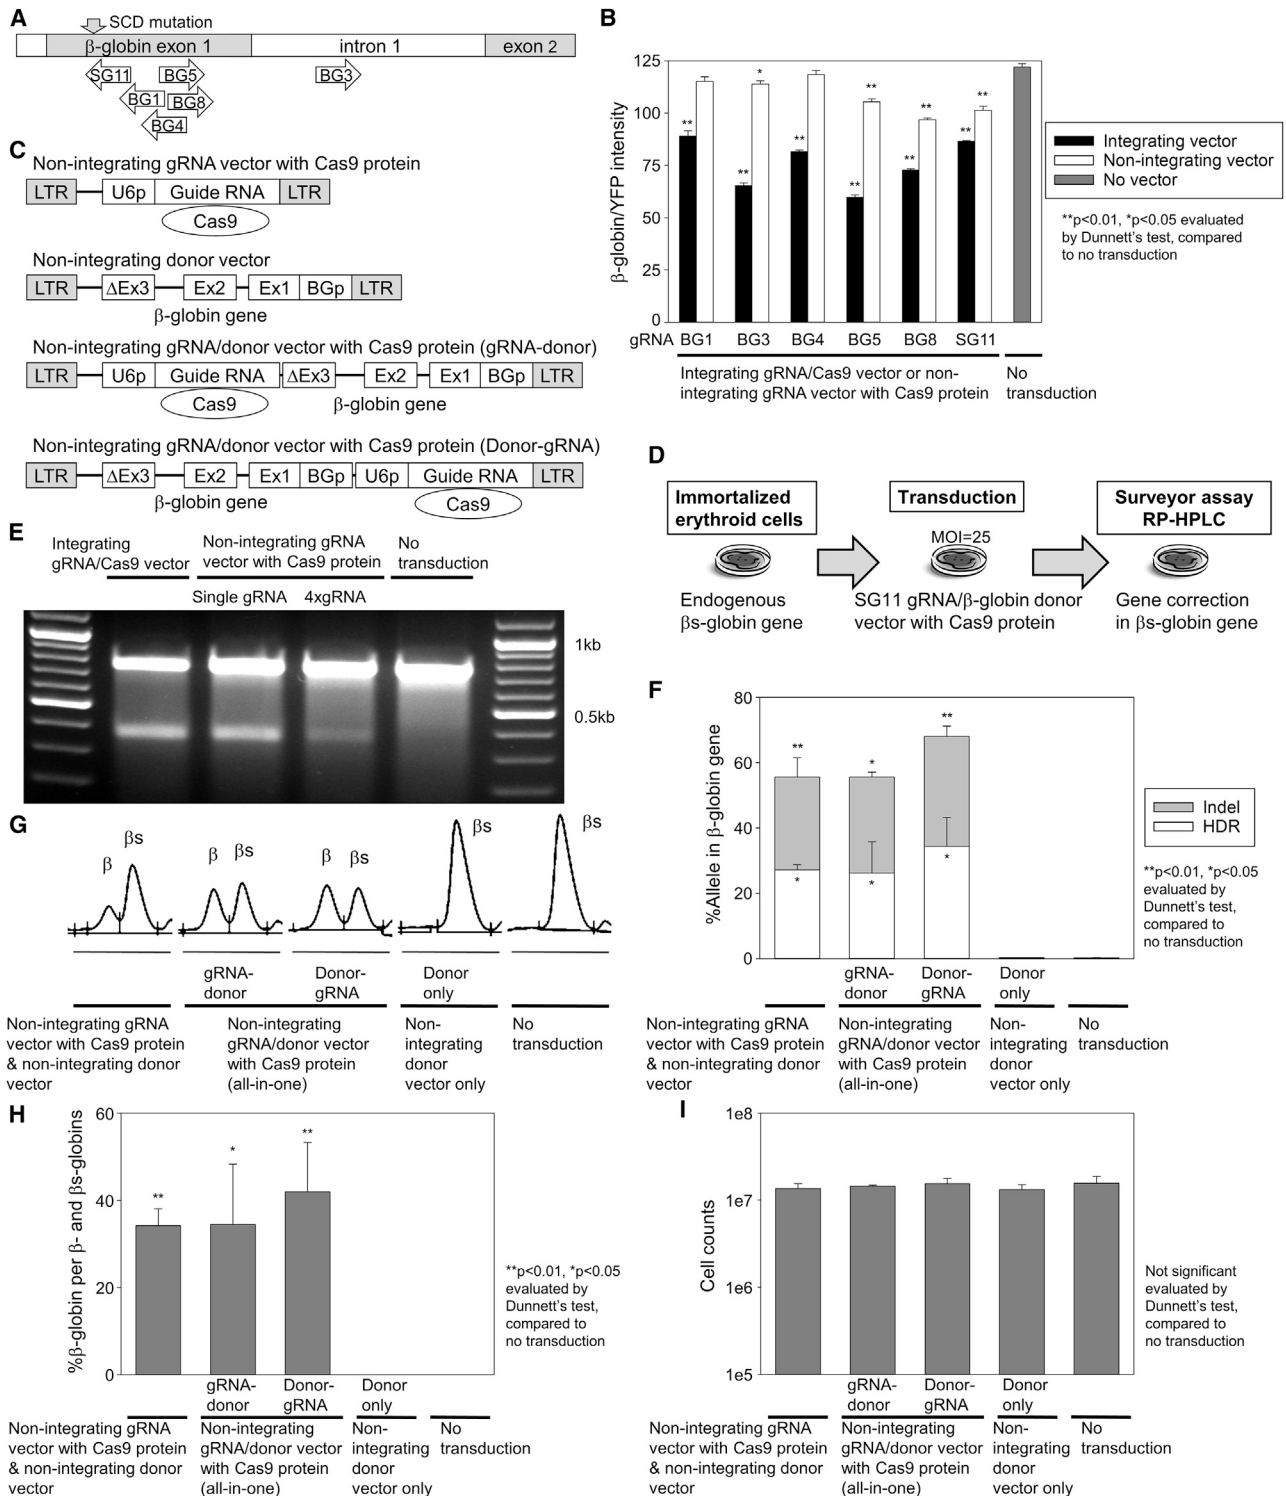 A
SCD mutation
β-globin exon 1
intron 1
exon 2
SG11
BG5
BG3
BG1
BG8
BG4
B
β-globin/YFP intensity
125
100
75
50
25
0
**
*
**
**
**
**
**
**
**
**
gRNA BG1 BG3 BG4 BG5 BG8 SG11
Integrating gRNA/Cas9 vector or non-
integrating gRNA vector with Cas9 protein
No
transduction
Integrating vector
Non-integrating vector
No vector
**p<0.01, *p<0.05 evaluated
by Dunnett's test, compared
to no transduction
C
Non-integrating gRNA vector with Cas9 protein
LTR U6p Guide RNA LTR
Cas9
Non-integrating donor vector
LTR ΔEx3 Ex2 Ex1 BGp LTR
β-globin gene
Non-integrating gRNA/donor vector with Cas9 protein (gRNA-donor)
LTR U6p Guide RNA ΔEx3 Ex2 Ex1 BGp LTR
Cas9
β-globin gene
Non-integrating gRNA/donor vector with Cas9 protein (Donor-gRNA)
LTR ΔEx3 Ex2 Ex1 BGp U6p Guide RNA LTR
β-globin gene
Cas9
D
Immortalized
erythroid cells
Transduction
Surveyor assay
RP-HPLC
MOI=25
Endogenous
βs-globin gene
SG11 gRNA/β-globin donor
vector with Cas9 protein
Gene correction
in βs-globin gene
E
Integrating
gRNA/Cas9 vector
Non-integrating gRNA
vector with Cas9 protein
No
transduction
Single gRNA 4xgRNA
1kb
0.5kb
F
%Allele in β-globin gene
80
60
40
20
0
**
*
**
*
*
*
Indel
HDR
**p<0.01, *p<0.05
evaluated by
Dunnett's test,
compared to
no transduction
gRNA-
donor
Donor-
gRNA
Donor
only
Non-integrating gRNA
vector with Cas9 protein
& non-integrating donor
vector
Non-integrating
gRNA/donor vector
with Cas9 protein
(all-in-one)
Non-
integrating
donor
vector only
No
transduction
G
β βs
β βs
β βs
βs
βs
gRNA-
donor
Donor-
gRNA
Donor
only
Non-integrating gRNA
vector with Cas9 protein
& non-integrating donor
vector
Non-integrating
gRNA/donor vector
with Cas9 protein
(all-in-one)
Non-
integrating
donor
vector only
No
transduction
H
%β-globin per β- and βs-globins
60
40
20
0
**
*
**
**p<0.01, *p<0.05
evaluated by
Dunnett's test,
compared to
no transduction
gRNA-
donor
Donor-
gRNA
Donor
only
Non-integrating gRNA
vector with Cas9 protein
& non-integrating donor
vector
Non-integrating
gRNA/donor vector
with Cas9 protein
(all-in-one)
Non-
integrating
donor
vector only
No
transduction
I
Cell counts
1e8
1e7
1e6
1e5
Not significant
evaluated by
Dunnett's test,
compared to
no transduction
gRNA-
donor
Donor-
gRNA
Donor
only
Non-integrating gRNA
vector with Cas9 protein
& non-integrating donor
vector
Non-integrating
gRNA/donor vector
with Cas9 protein
(all-in-one)
Non-
integrating
donor
vector only
No
transduction